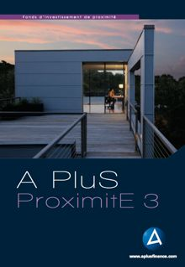 Fonds d'investissement de proximité
A PluS
ProximitE 3
www.aplusfinance.com